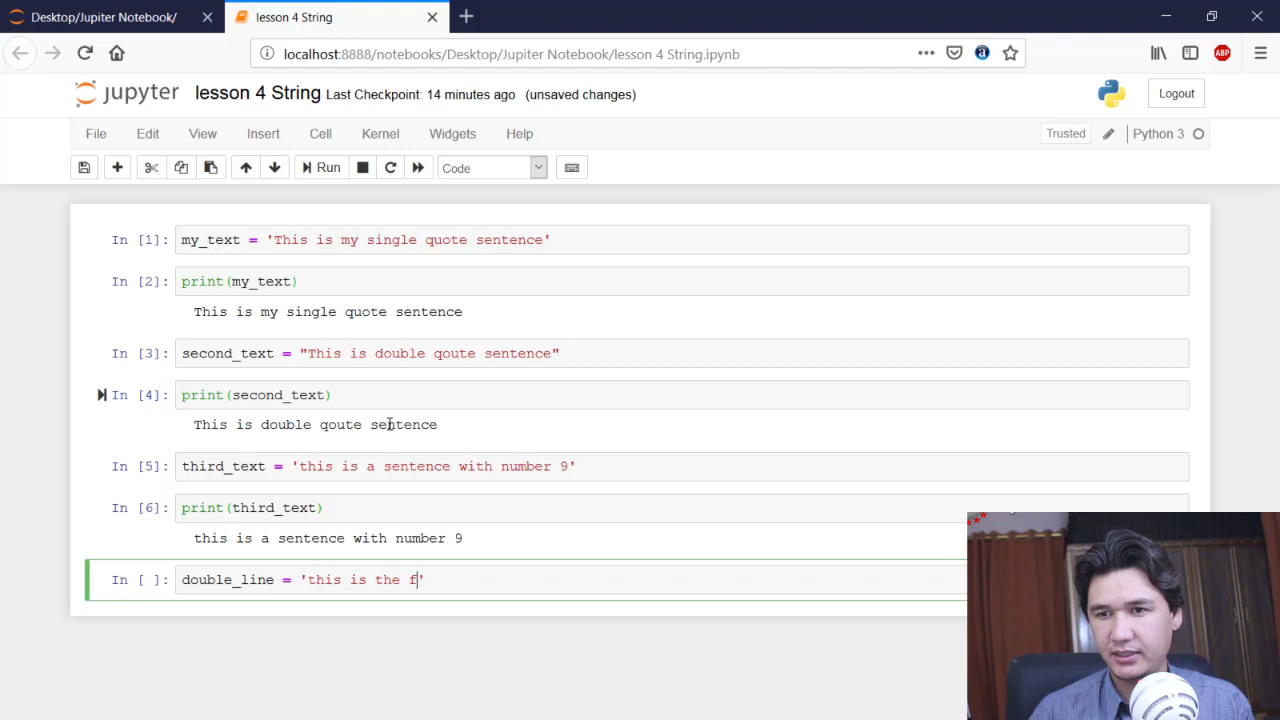 Desktop/Jupiter Notebook/
lesson 4 String
localhost:8888/notebooks/Desktop/Jupiter Notebook/lesson 4 String.ipynb
ABP
jupyter lesson 4 String Last Checkpoint: 14 minutes ago (unsaved changes)
Logout
File Edit View Insert Cell Kernel Widgets Help
Trusted
Python 3
Run
Code
In [1]: my_text = 'This is my single quote sentence'
In [2]: print(my_text)
This is my single quote sentence
In [3]: second_text = "This is double qoute sentence"
In [4]: print(second_text)
This is double qoute sentence
In [5]: third_text = 'this is a sentence with number 9'
In [6]: print(third_text)
this is a sentence with number 9
In [ ]: double_line = 'this is the f'